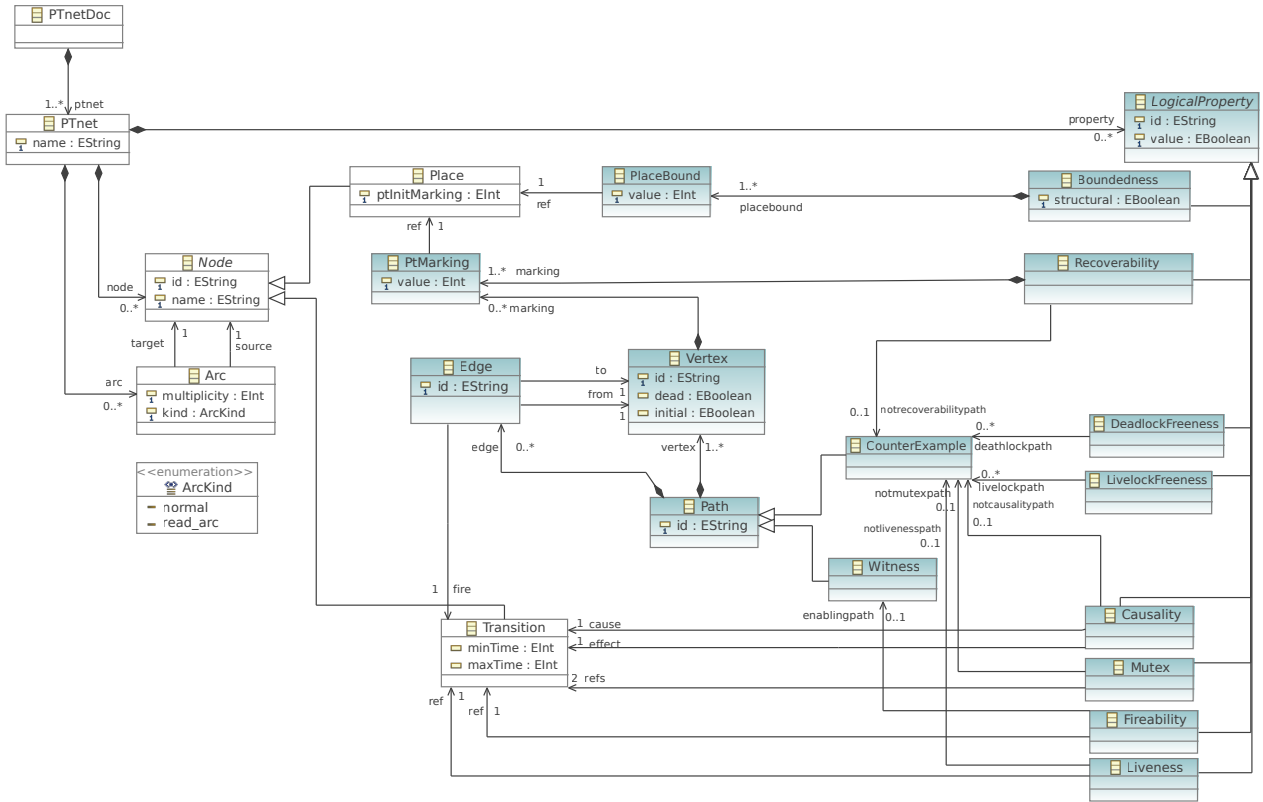 PTnetDoc
1..* ptnet
PTnet
name : EString
property
0..*
LogicalProperty
id : EString
value : EBoolean
Place
ptInitMarking : EInt
1
ref
PlaceBound
value : EInt
1..*
placebound
Boundedness
structural : EBoolean
ref 1
Node
id : EString
name : EString
node
0..*
PtMarking
value : EInt
1..* marking
0..* marking
Recoverability
target 1
1
source
Arc
multiplicity : EInt
kind : ArcKind
arc
0..*
Edge
id : EString
to
1
from
1
Vertex
id : EString
dead : EBoolean
initial : EBoolean
edge 0..*
vertex 1..*
0..1 notrecoverabilitypath
CounterExample
0..*
deathlockpath
DeadlockFreeness
0..*
livelockpath
LivelockFreeness
notmutexpath
0..1
notcausalitypath
0..1
notlivenesspath
0..1
<<enumeration>>
ArcKind
normal
read_arc
Path
id : EString
Witness
enablingpath 0..1
1 fire
Transition
minTime : EInt
maxTime : EInt
1 cause
1 effect
2 refs
ref 1
ref 1
Causality
Mutex
Fireability
Liveness